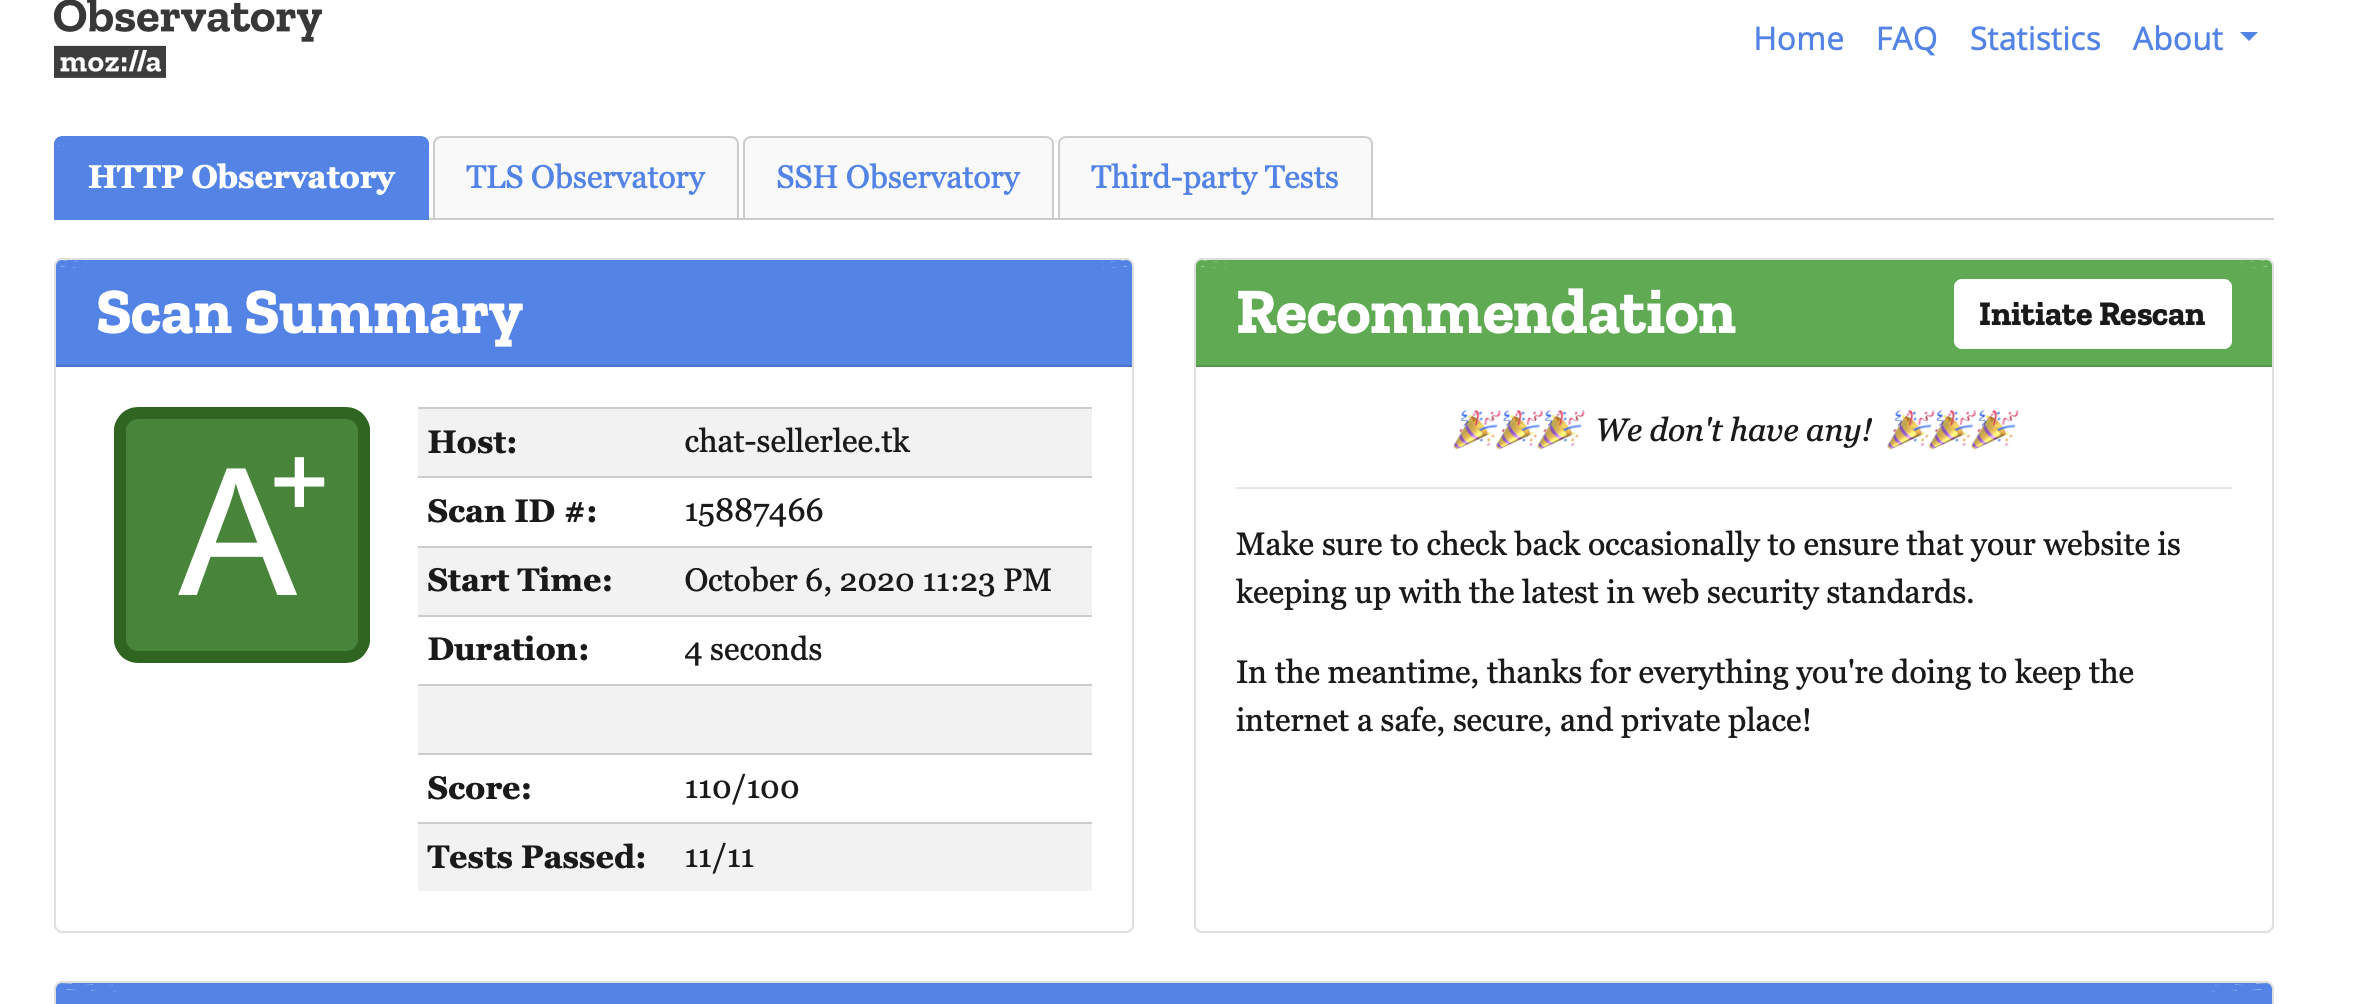 Observatory
moz://a
Home FAQ Statistics About
HTTP Observatory TLS Observatory SSH Observatory Third-party Tests
Scan Summary
A+
Host: chat-sellerlee.tk
Scan ID #: 15887466
Start Time: October 6, 2020 11:23 PM
Duration: 4 seconds
Score: 110/100
Tests Passed: 11/11
Recommendation
Initiate Rescan
🎉🎉🎉 We don't have any! 🎉🎉🎉
Make sure to check back occasionally to ensure that your website is
keeping up with the latest in web security standards.
In the meantime, thanks for everything you're doing to keep the
internet a safe, secure, and private place!